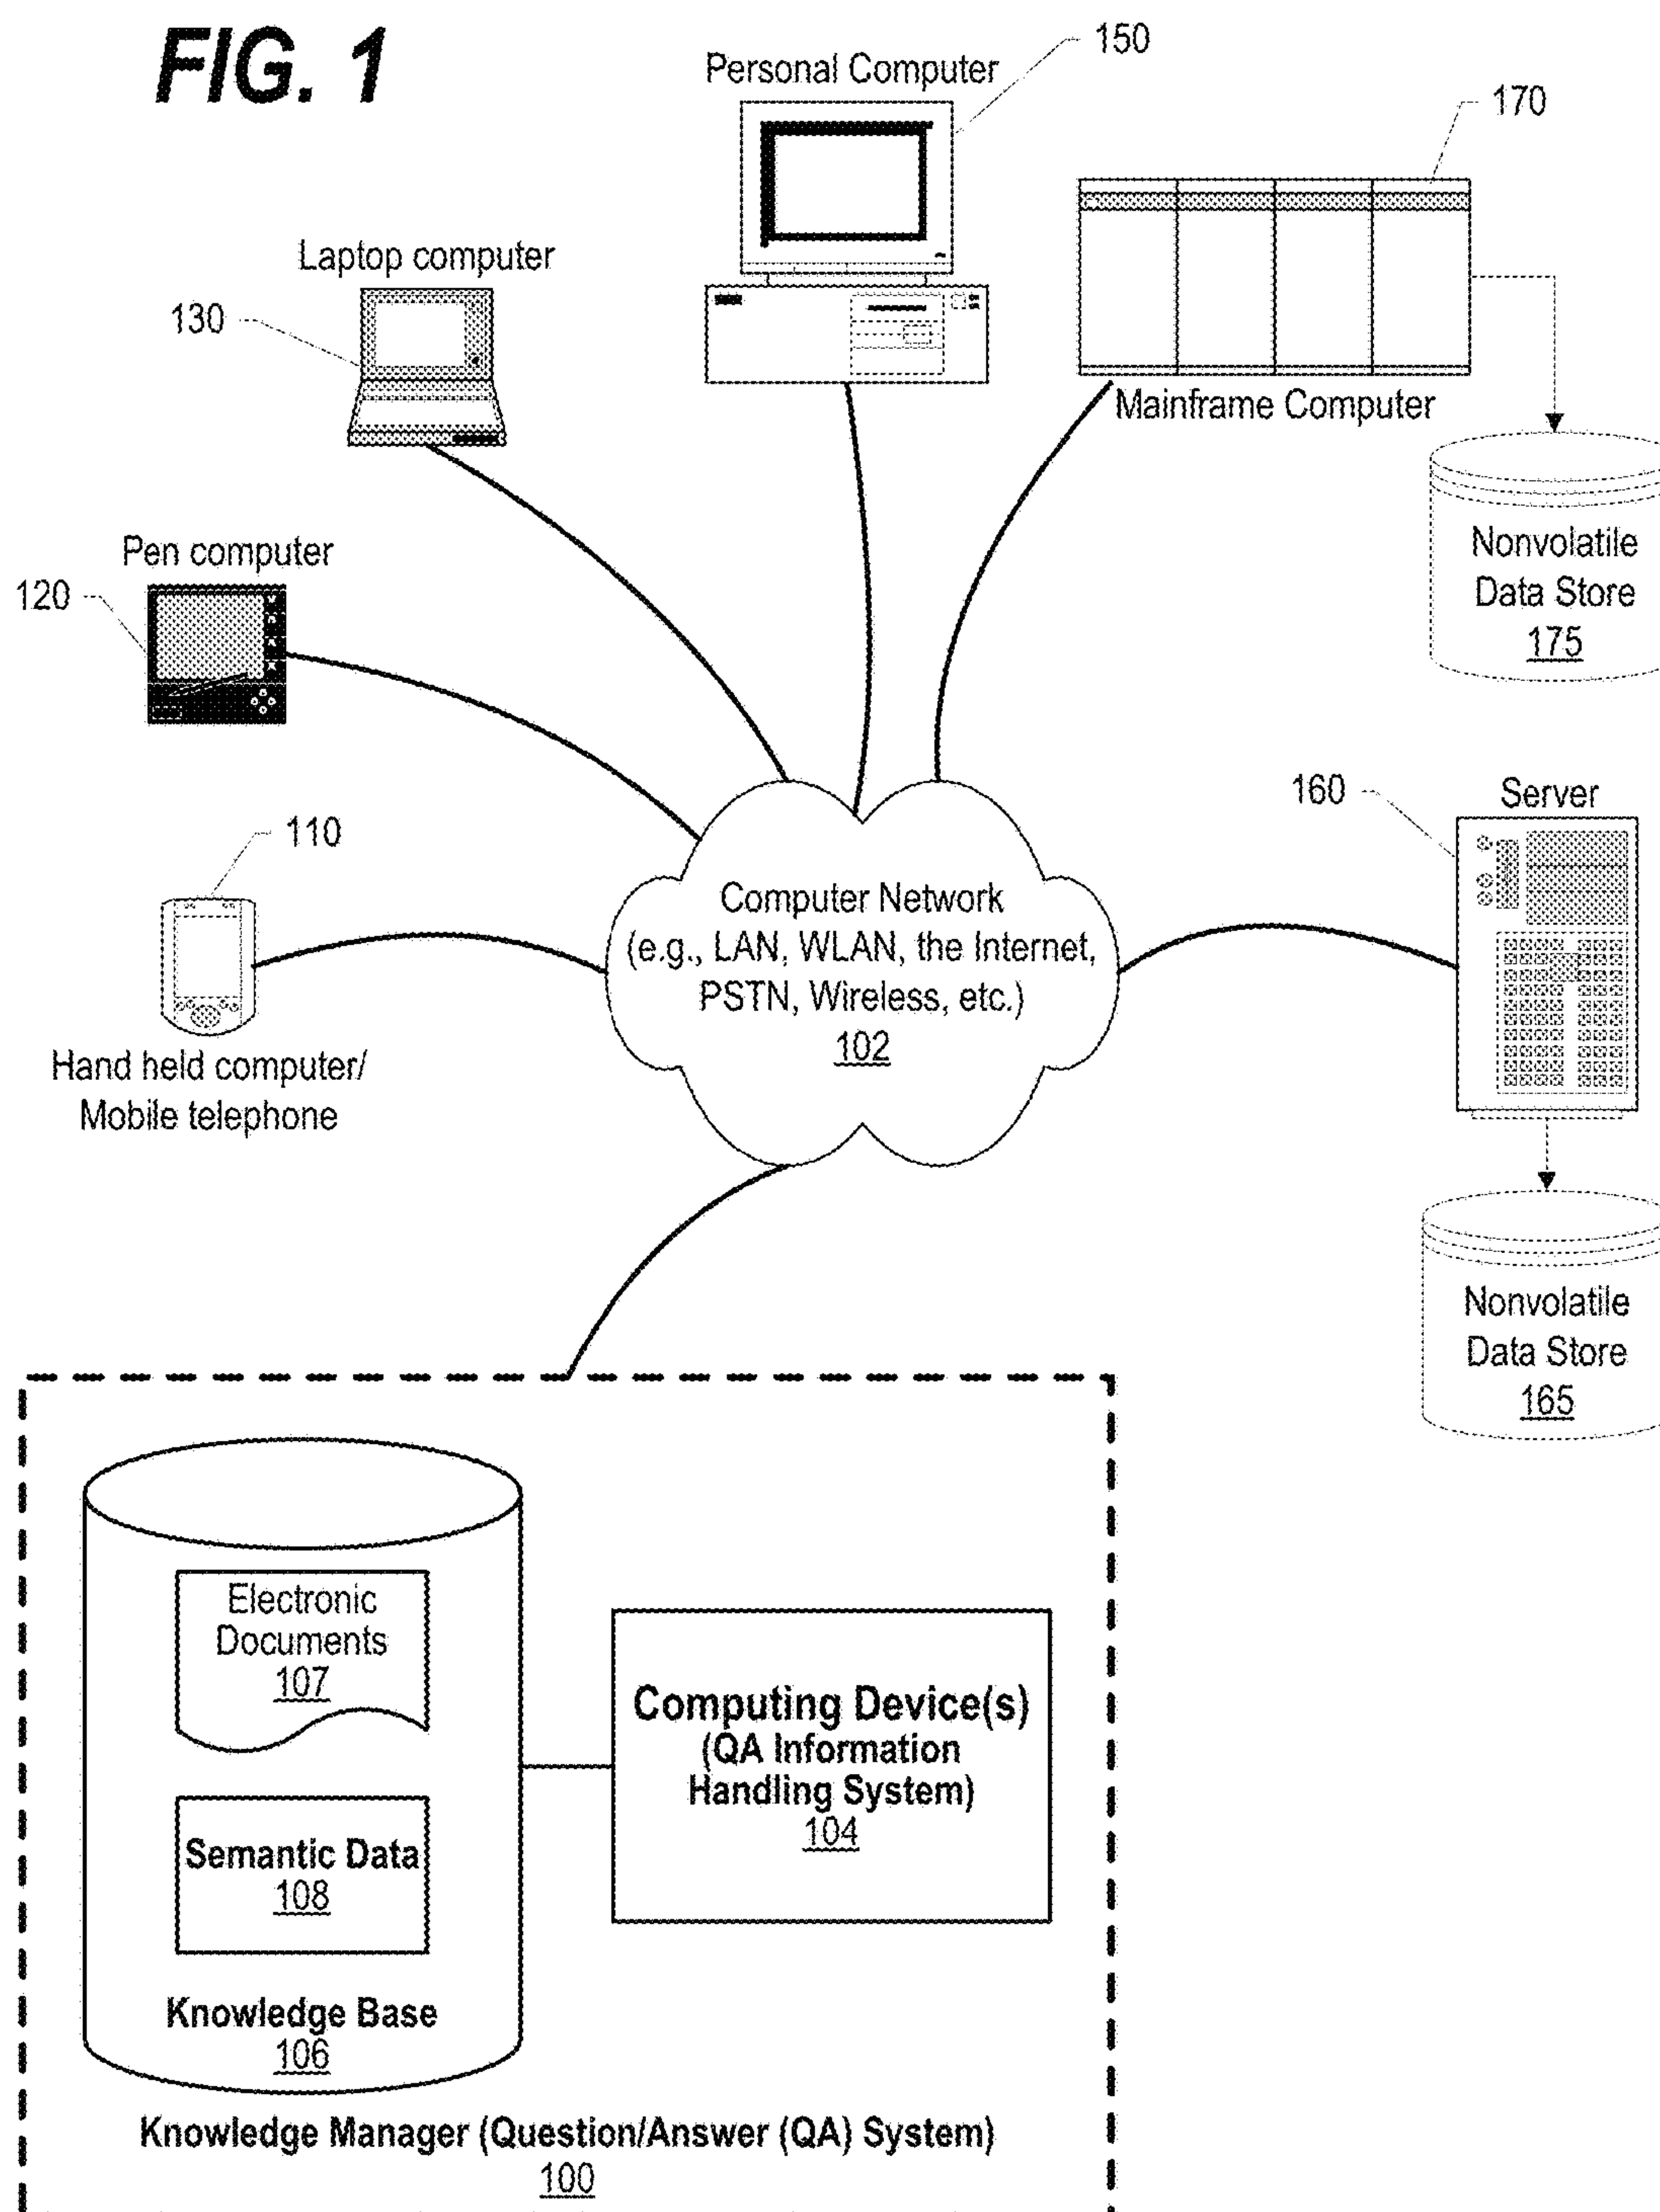 FIG. 1
Personal Computer
150
170
Laptop computer
130
Mainframe Computer
Nonvolatile
Data Store
175
Pen computer
120
160
Server
110
Computer Network
(e.g., LAN, WLAN, the Internet,
PSTN, Wireless, etc.)
102
Hand held computer/
Mobile telephone
Nonvolatile
Data Store
165
Electronic
Documents
107
Computing Device(s)
(QA Information
Handling System)
104
Semantic Data
108
Knowledge Base
106
Knowledge Manager (Question/Answer (QA) System)
100